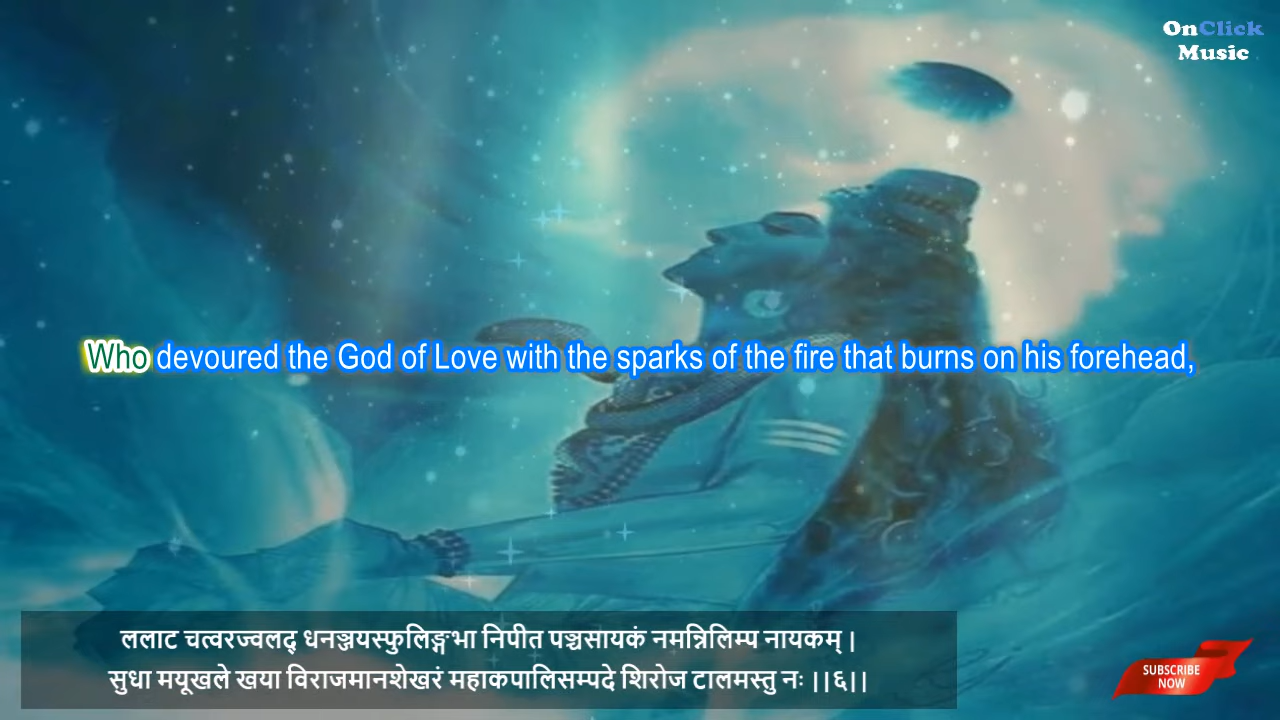 OnClick
Music
Who devoured the God of Love with the sparks of the fire that burns on his forehead,
ललाट चत्वरज्वलद् धनञ्जयस्फुलिङ्गभा निपीत पञ्चसायकं नमन्निलिम्प नायकम् |
सुधा मयूखले खया विराजमानशेखरं महाकपालिसम्पदे शिरोज टालमस्तु नः ||६||
SUBSCRIBE
NOW